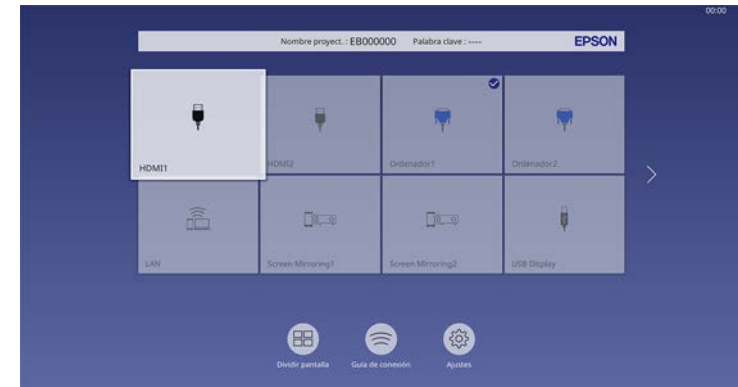 00:00
Nombre proyect. : EB000000 Palabra clave : ---- EPSON
HDMI1 HDMI2 Ordenador1 Ordenador2
LAN Screen Mirroring1 Screen Mirroring2 USB Display
Dividir pantalla Guía de conexión Ajustes